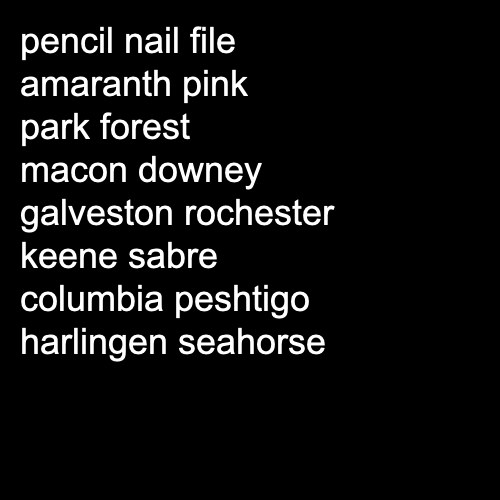 pencil nail file
amaranth pink
park forest
macon downey
galveston rochester
keene sabre
columbia peshtigo
harlingen seahorse